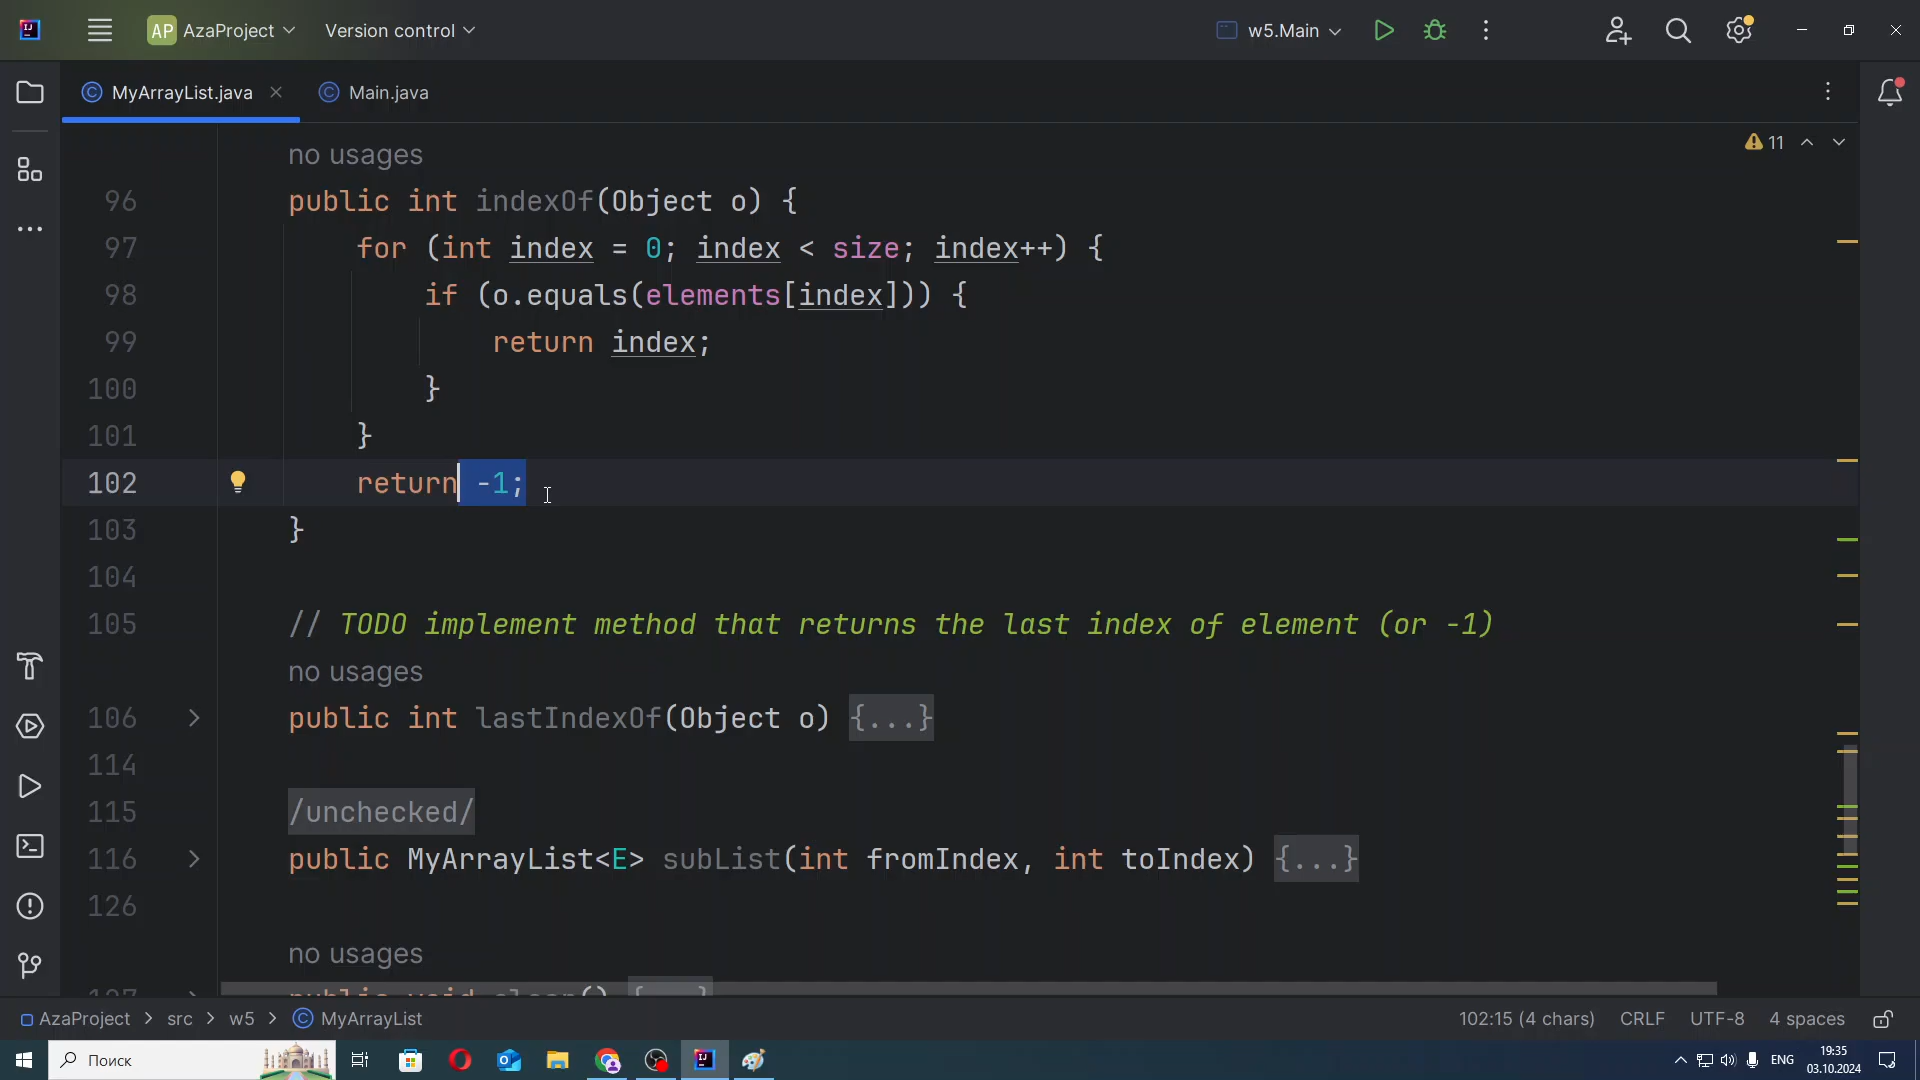 AP AzaProject Version control w5.Main
MyArrayList.java Main.java
no usages
11
96 public int indexOf(Object o) {
97 for (int index = 0; index < size; index++) {
98 if (o.equals(elements[index])) {
99 return index;
100 }
101 }
102 return -1;
103 }
104
105 // TODO implement method that returns the last index of element (or -1)
no usages
106 public int lastIndexOf(Object o) {...}
114
115 /unchecked/
116 public MyArrayList<E> subList(int fromIndex, int toIndex) {...}
126
no usages
127 public void clear() {...}
AzaProject > src > w5 > MyArrayList 102:15 (4 chars) CRLF UTF-8 4 spaces
Поиск ENG 19:35
03.10.2024